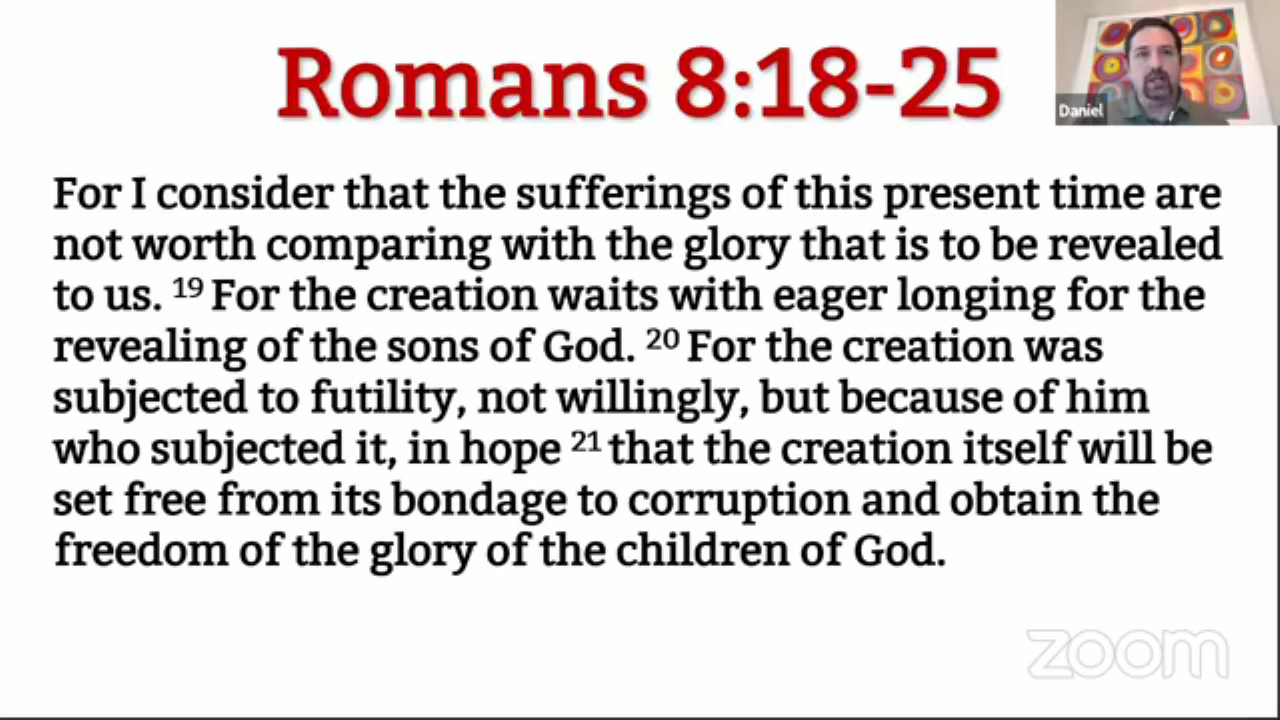 Romans 8:18-25
Daniel
For I consider that the sufferings of this present time are
not worth comparing with the glory that is to be revealed
to us. 19 For the creation waits with eager longing for the
revealing of the sons of God. 20 For the creation was
subjected to futility, not willingly, but because of him
who subjected it, in hope 21 that the creation itself will be
set free from its bondage to corruption and obtain the
freedom of the glory of the children of God.
zoom